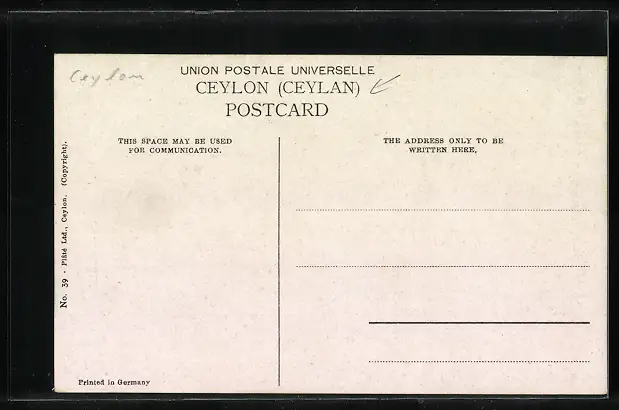 Ceylon
UNION POSTALE UNIVERSELLE
CEYLON (CEYLAN)
POSTCARD
THIS SPACE MAY BE USED
FOR COMMUNICATION.
THE ADDRESS ONLY TO BE
WRITTEN HERE.
No. 39 - Plâté Ltd., Ceylon. (Copyright).
Printed in Germany